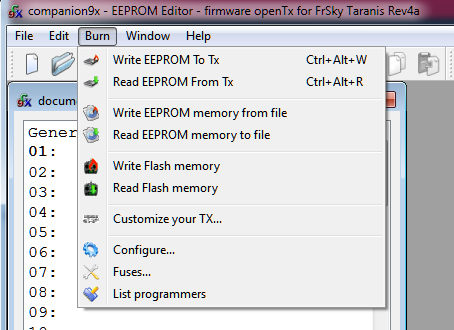 companion9x - EEPROM Editor - firmware openTx for FrSky Taranis Rev4a
File Edit Burn Window Help
Write EEPROM To Tx Ctrl+Alt+W
Read EEPROM From Tx Ctrl+Alt+R
docume
Write EEPROM memory from file
Gener
Read EEPROM memory to file
01:
02:
Write Flash memory
03:
Read Flash memory
04:
05:
Customize your TX...
06:
Configure...
07:
Fuses...
08:
List programmers
09: